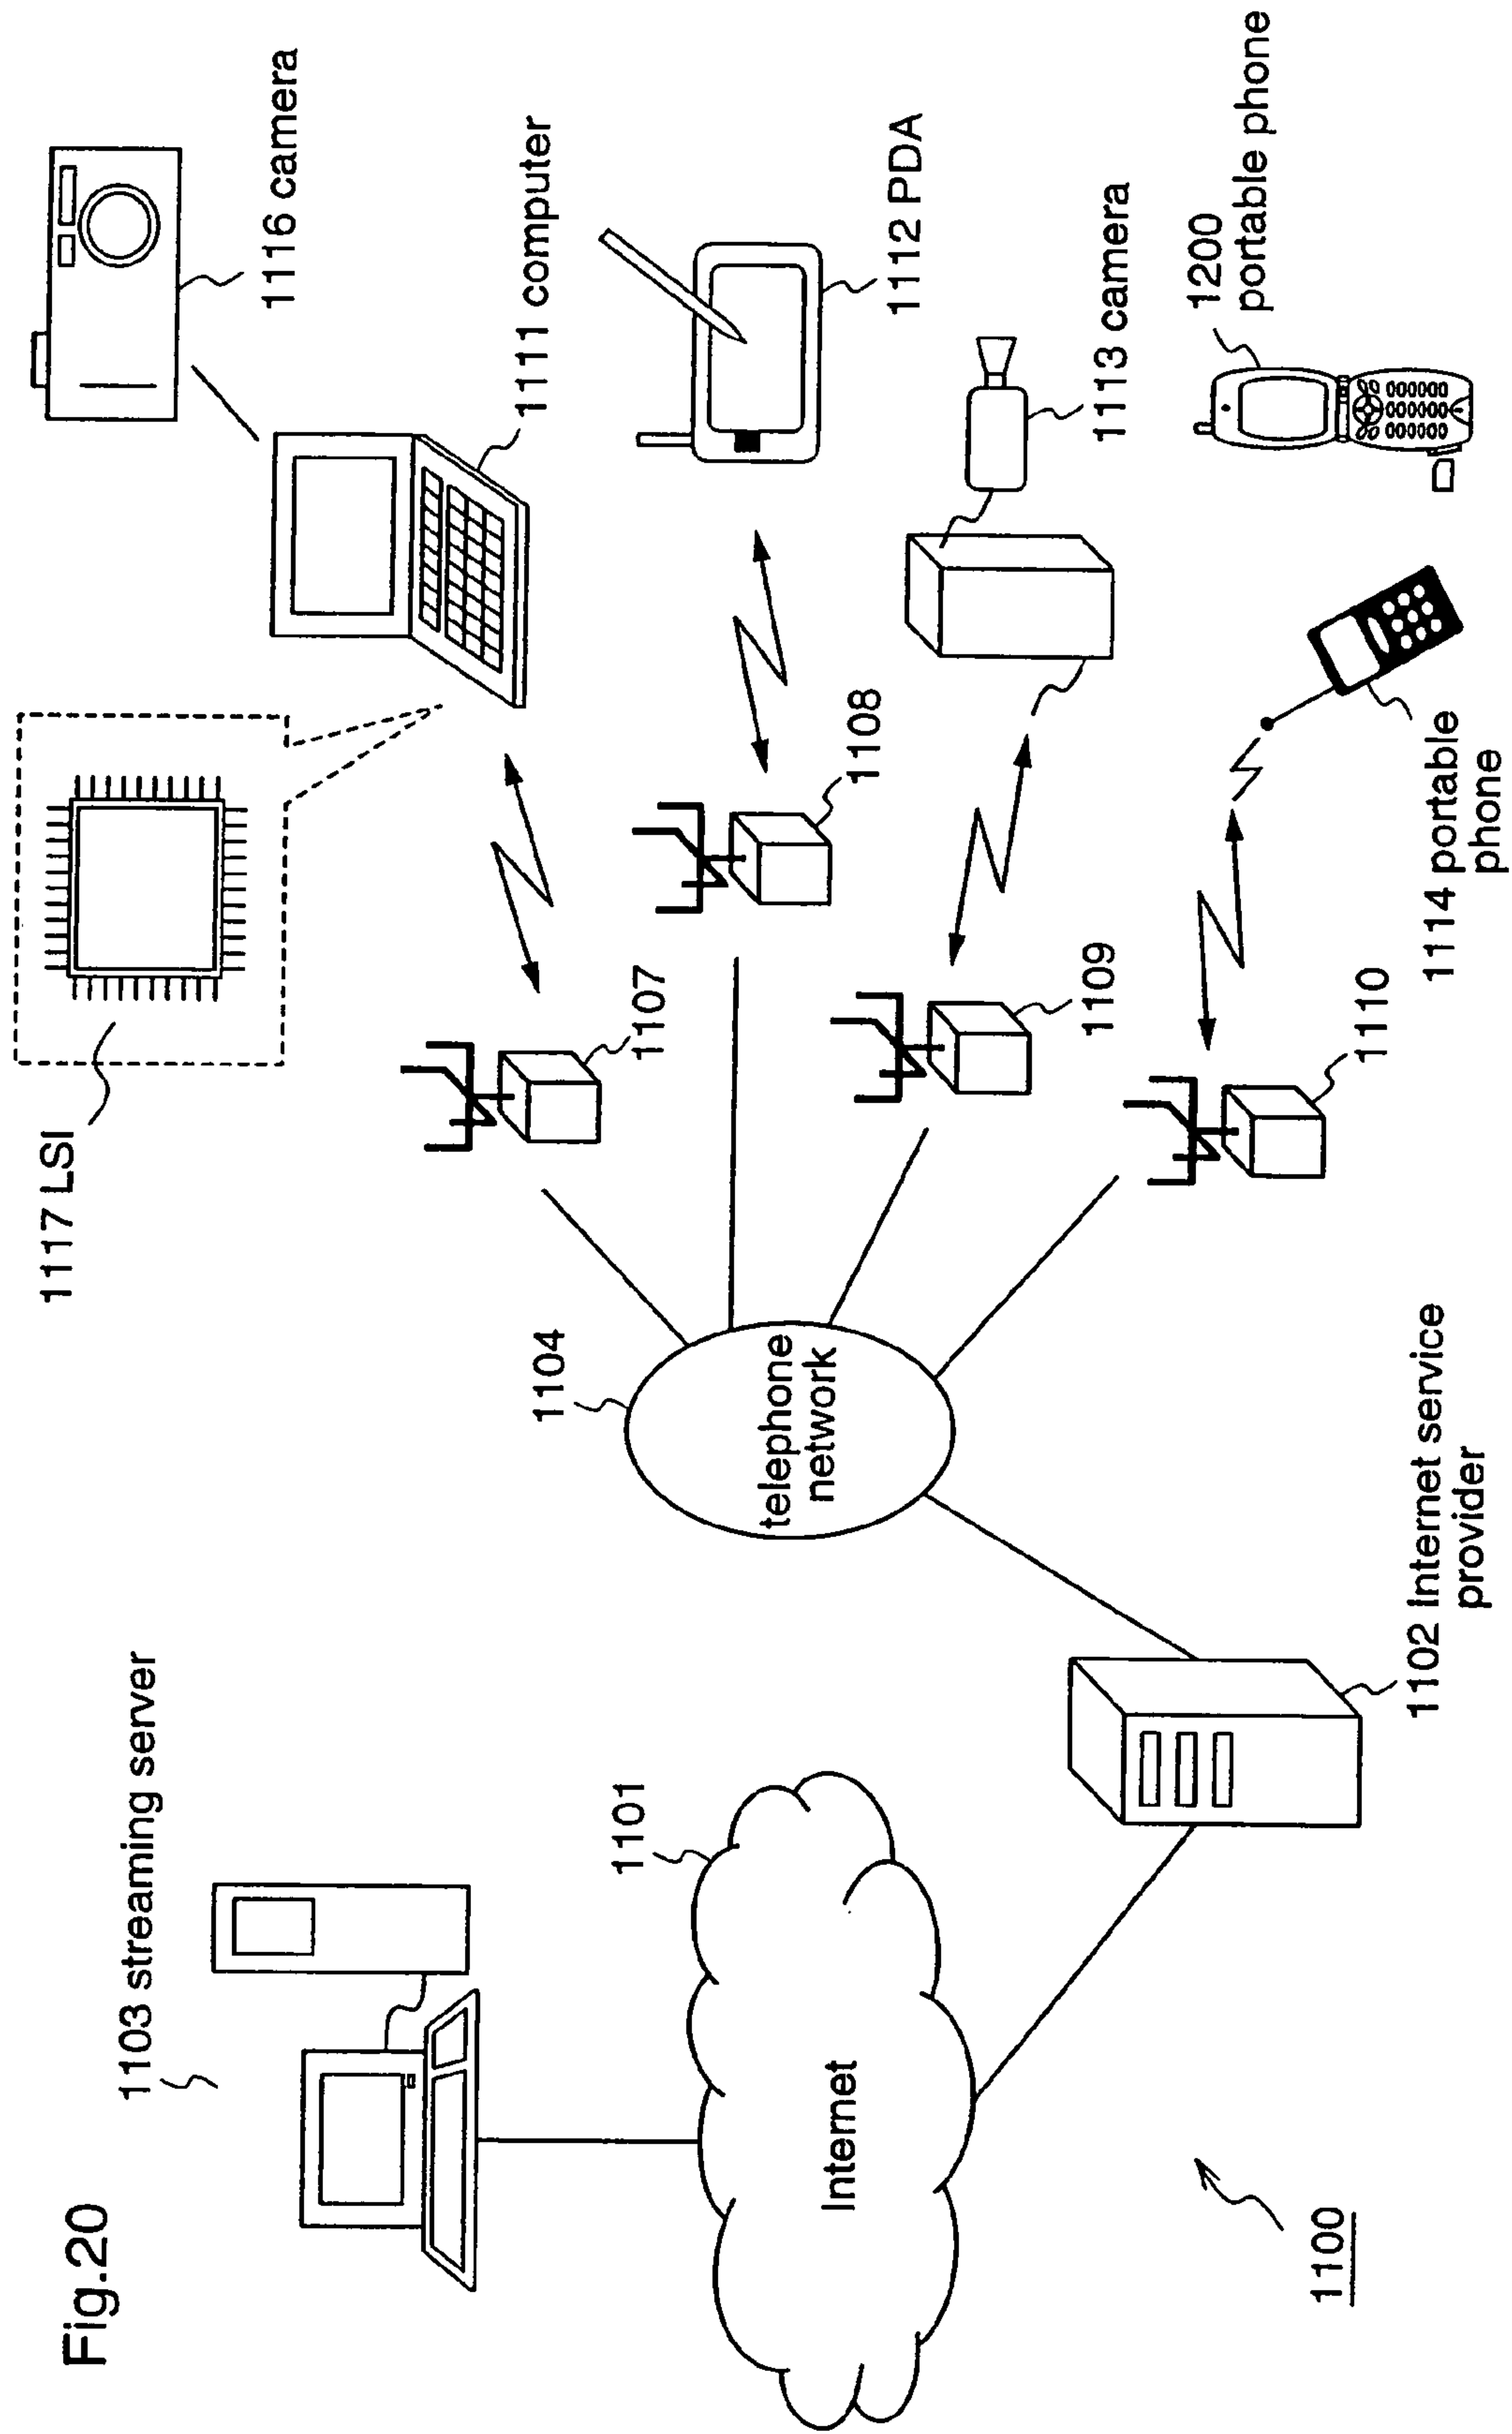 Fig.20
1103 streaming server
1117 LSI
1116 camera
1111 computer
1101
1104
1107
1108
1112 PDA
Internet
telephone
network
1109
1113 camera
1100
1102 Internet service
provider
1110
1114 portable
phone
1200
portable phone